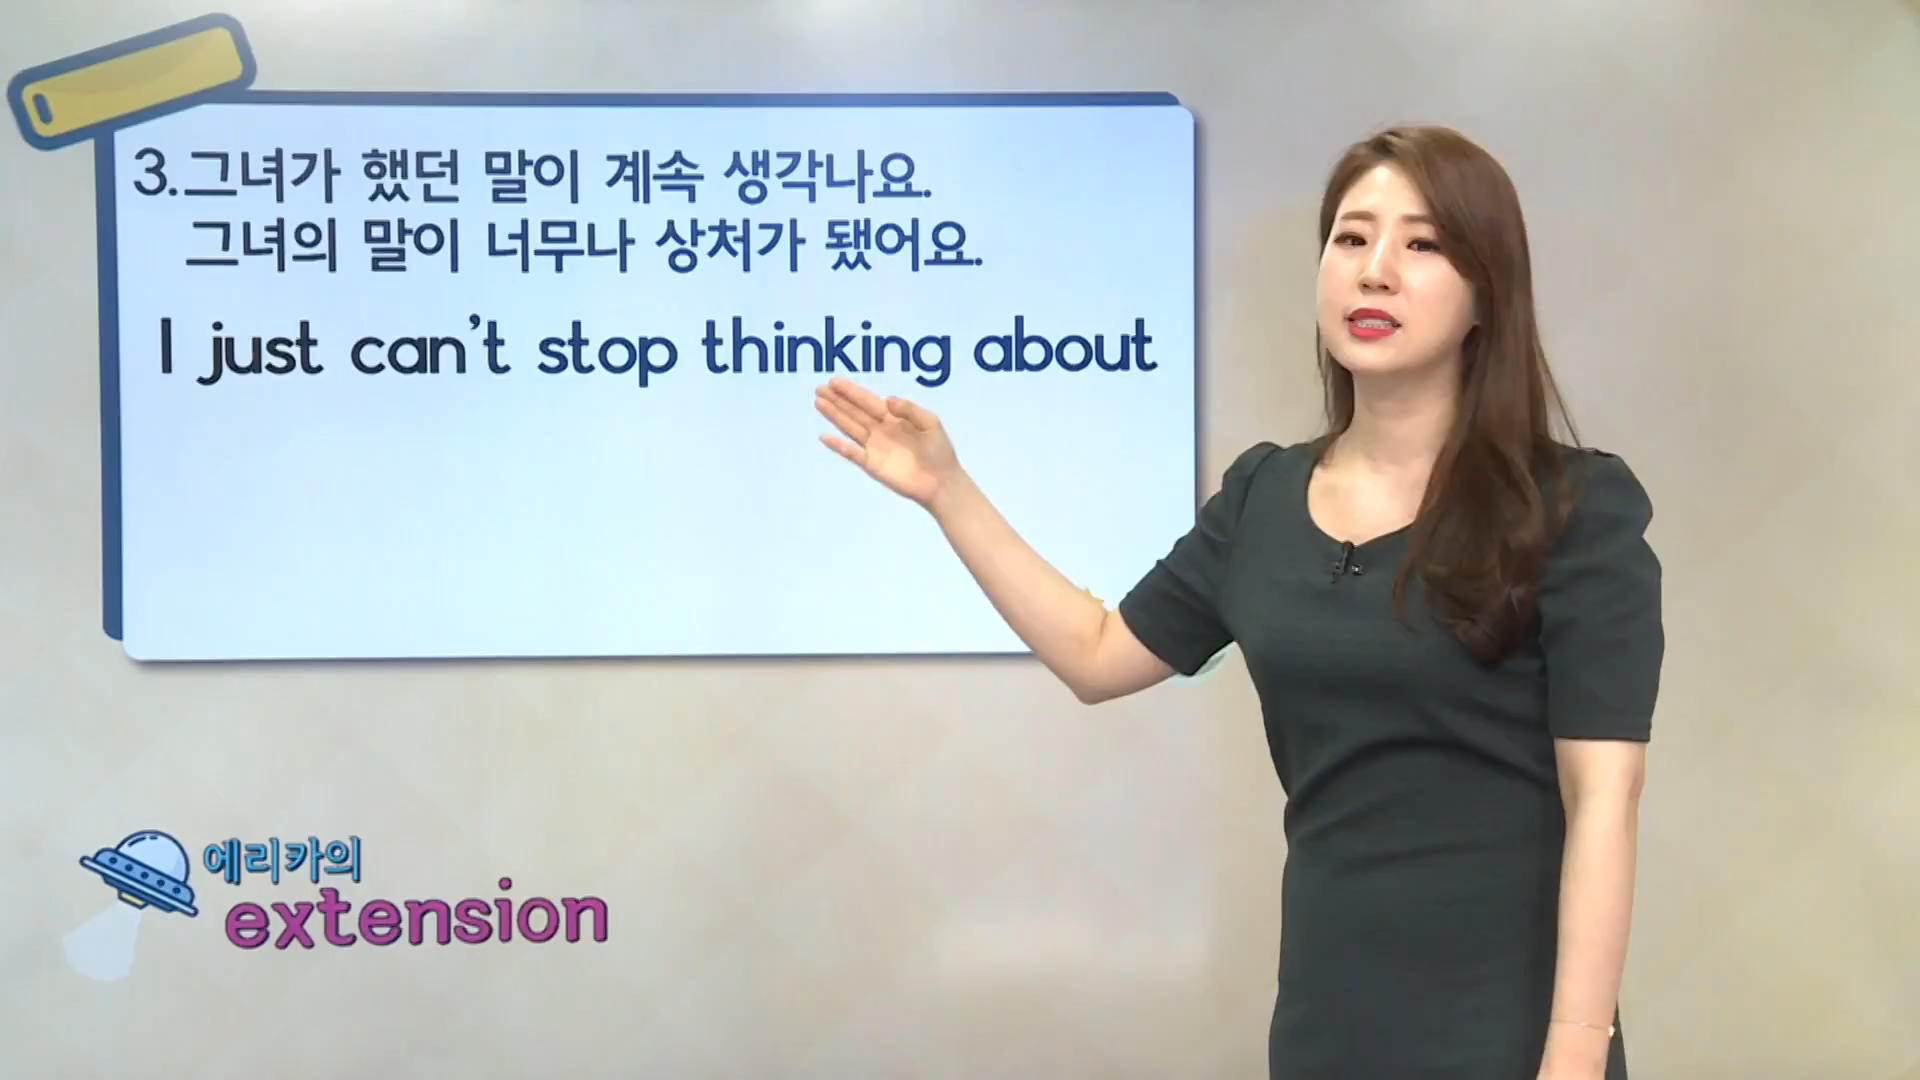 3.그녀가 했던 말이 계속 생각나요.
그녀의 말이 너무나 상처가 됐어요.
I just can't stop thinking about
에리카의
extension